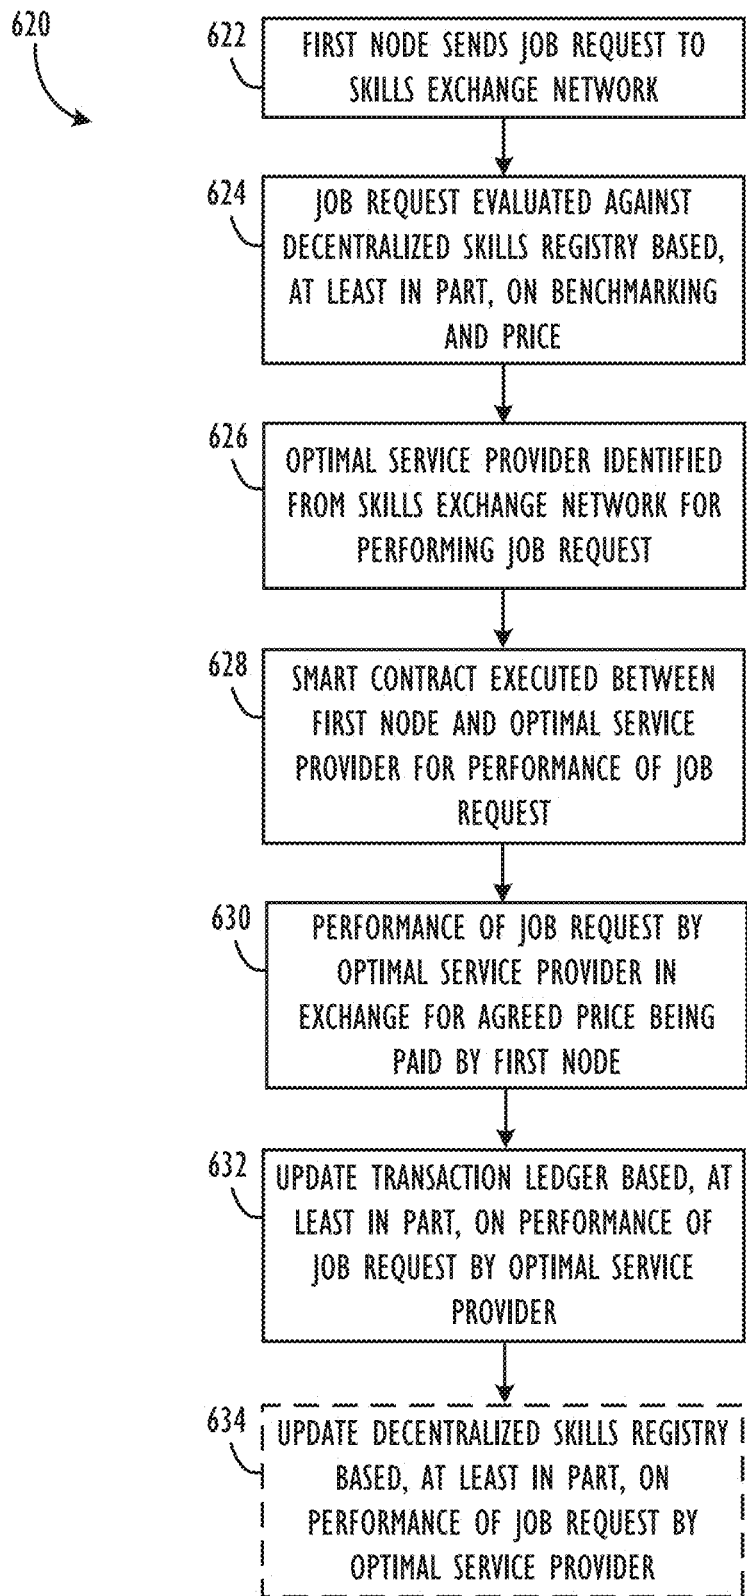 620
622
FIRST NODE SENDS JOB REQUEST TO
SKILLS EXCHANGE NETWORK
624
JOB REQUEST EVALUATED AGAINST
DECENTRALIZED SKILLS REGISTRY BASED,
AT LEAST IN PART, ON BENCHMARKING
AND PRICE
626
OPTIMAL SERVICE PROVIDER IDENTIFIED
FROM SKILLS EXCHANGE NETWORK FOR
PERFORMING JOB REQUEST
628
SMART CONTRACT EXECUTED BETWEEN
FIRST NODE AND OPTIMAL SERVICE
PROVIDER FOR PERFORMANCE OF JOB
REQUEST
630
PERFORMANCE OF JOB REQUEST BY
OPTIMAL SERVICE PROVIDER IN
EXCHANGE FOR AGREED PRICE BEING
PAID BY FIRST NODE
632
UPDATE TRANSACTION LEDGER BASED, AT
LEAST IN PART, ON PERFORMANCE OF
JOB REQUEST BY OPTIMAL SERVICE
PROVIDER
634
UPDATE DECENTRALIZED SKILLS REGISTRY
BASED, AT LEAST IN PART, ON
PERFORMANCE OF JOB REQUEST BY
OPTIMAL SERVICE PROVIDER